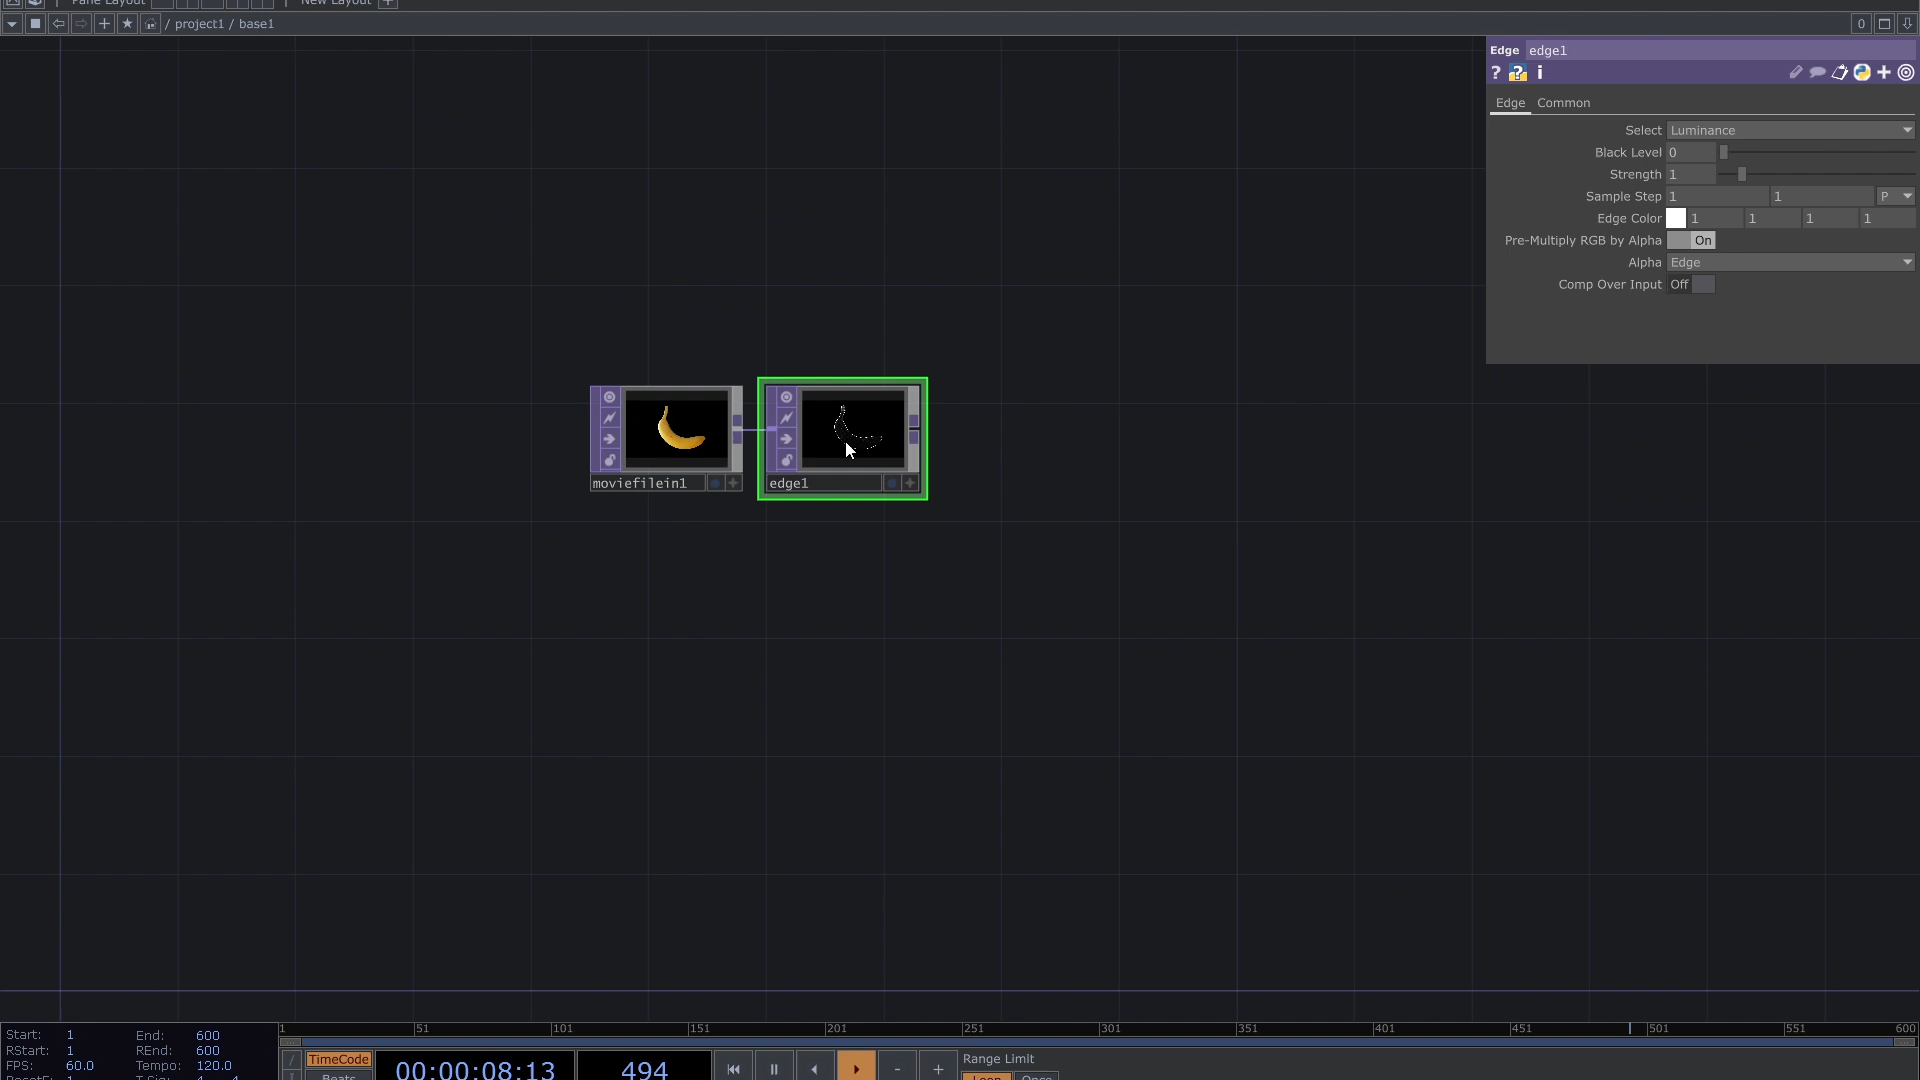 Pane Layout New Layout +
/ project1 / base1 0
Edge edge1
? ? i
Edge Common
Select Luminance
Black Level 0
Strength 1
Sample Step 1 1 P
Edge Color 1 1 1 1
Pre-Multiply RGB by Alpha On
Alpha Edge
Comp Over Input Off
moviefilein1
edge1
1 51 101 151 201 251 301 351 401 451 501 551 600
Start: 1 End: 600
RStart: 1 REnd: 600
FPS: 60.0 Tempo: 120.0
TimeCode
Beats
00:00:08:13 494
- +
Range Limit
Loop Once